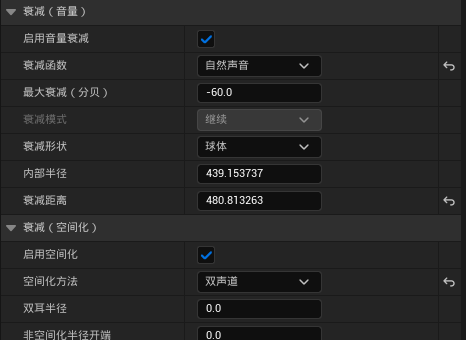 衰减（音量）
启用音量衰减
衰减函数 自然声音
最大衰减（分贝） -60.0
衰减模式 继续
衰减形状 球体
内部半径 439.153737
衰减距离 480.813263
衰减（空间化）
启用空间化
空间化方法 双声道
双耳半径 0.0
非空间化半径开端 0.0